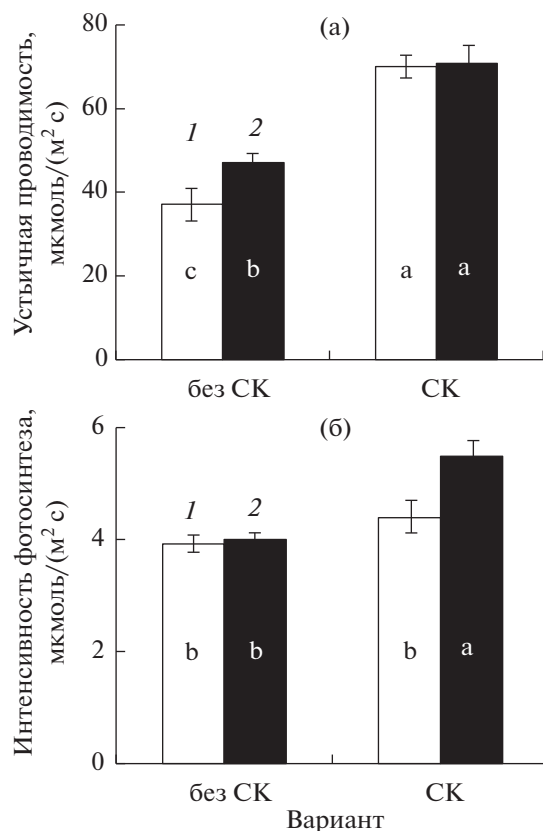 (а)
Устьичная проводимость,
мкмоль/(м² с)
80
60
40
20
0
1 2
c b a a
без СК СК
(б)
Интенсивность фотосинтеза,
мкмоль/(м² с)
6
4
2
0
1 2
b b b a
без СК СК
Вариант